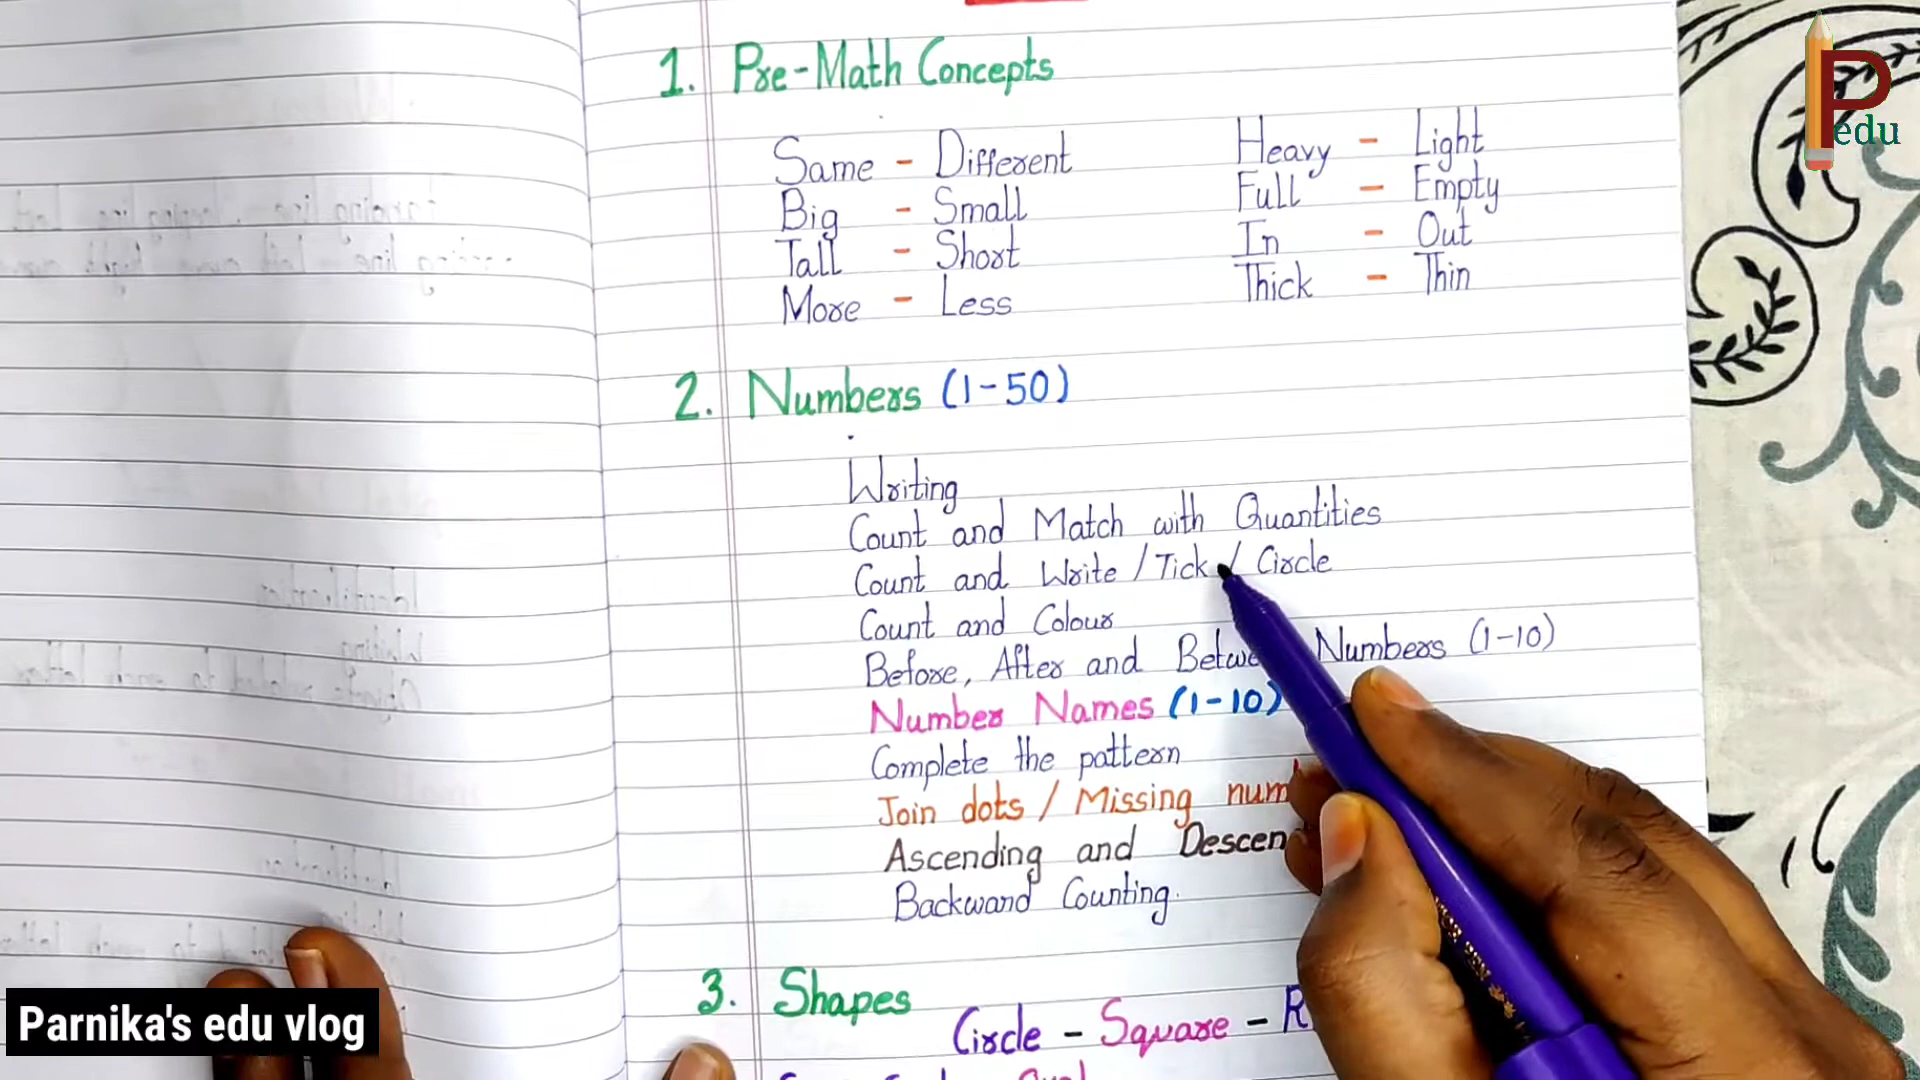 1. Pre-Math Concepts
Same - Different
Big - Small
Tall - Short
More - Less
Heavy - Light
Full - Empty
In - Out
Thick - Thin
2. Numbers (1-50)
Writing
Count and Match with Quantities
Count and Write / Tick / Circle
Count and Colour
Before, After and Betwe Numbers (1-10)
Number Names (1-10)
Complete the pattern
Join dots / Missing num
Ascending and Descen
Backward Counting.
3. Shapes
Circle - Square - R
P
edu
Parnika's edu vlog